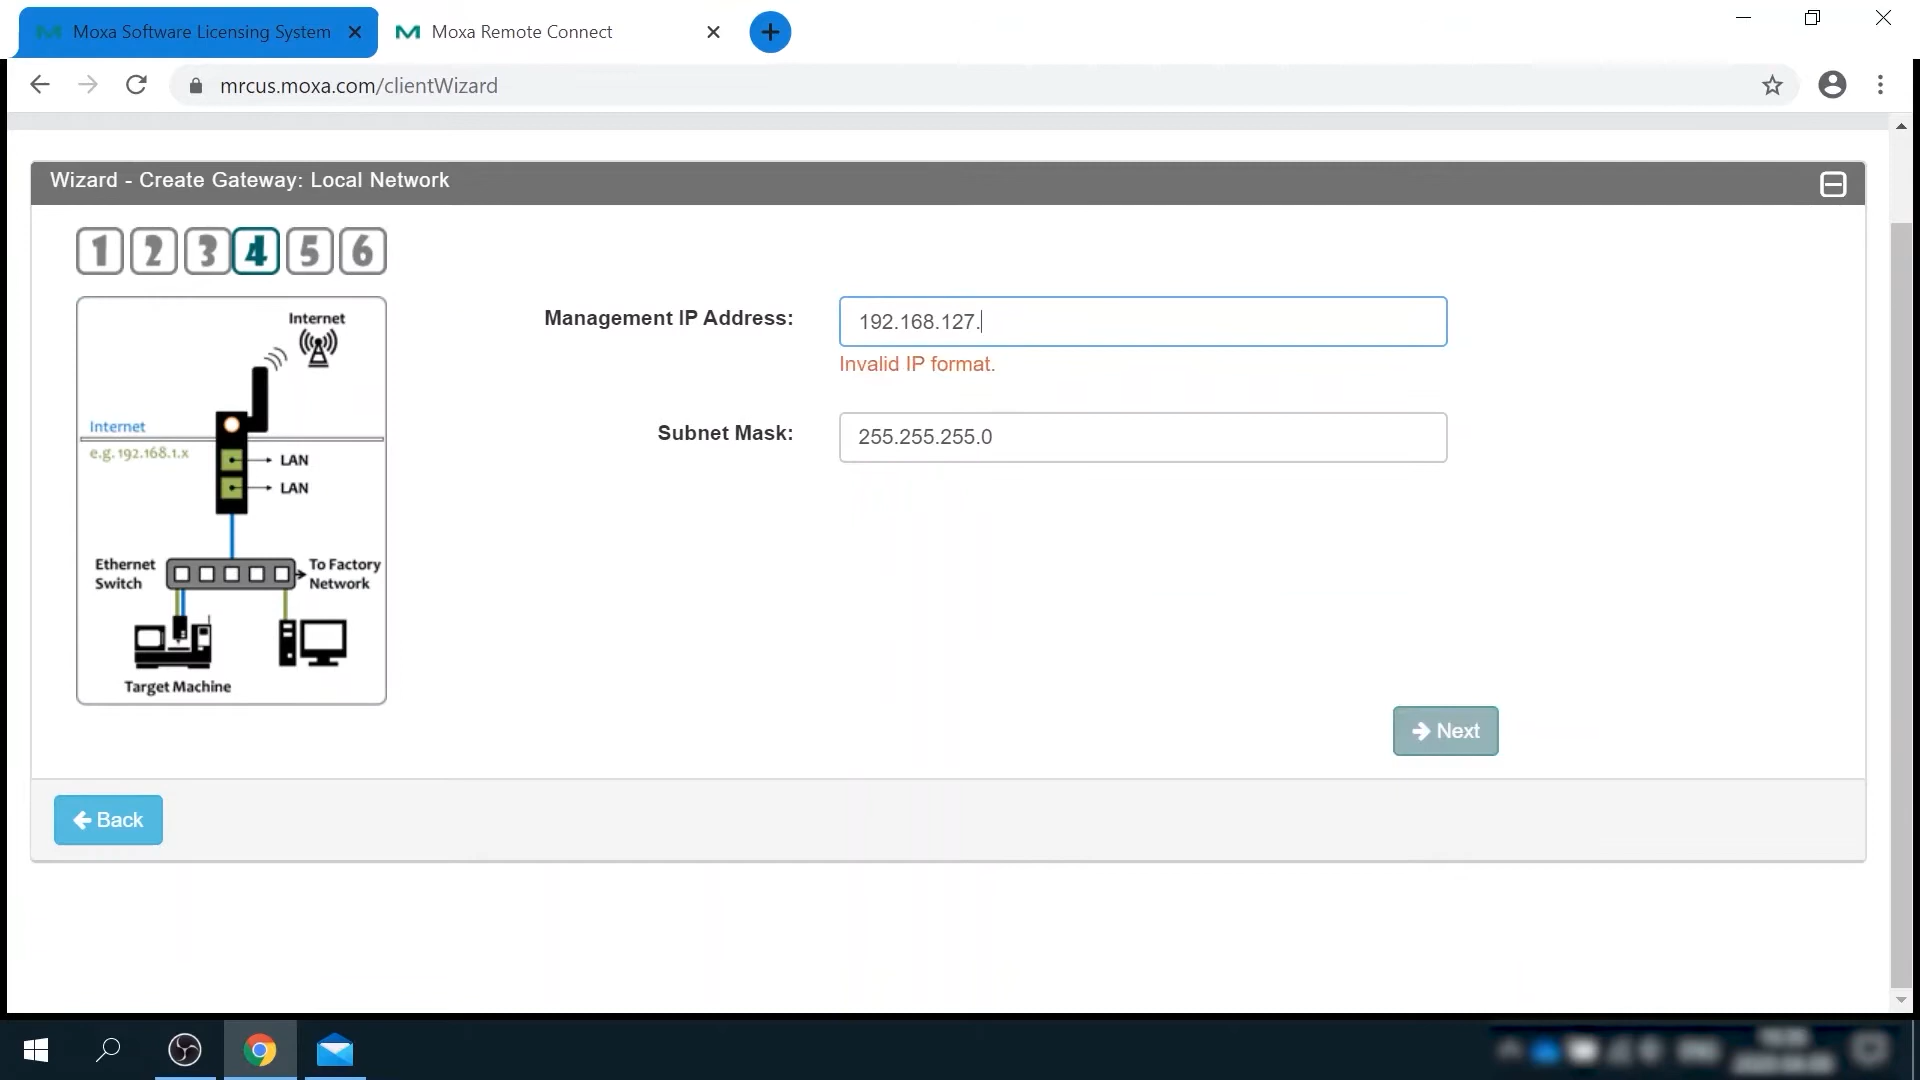 Moxa Software Licensing System
Moxa Remote Connect
mrcus.moxa.com/clientWizard
Wizard - Create Gateway: Local Network
1 2 3 4 5 6
Internet
Internet
e.g. 192.168.1.x
LAN
LAN
Ethernet
Switch
To Factory
Network
Target Machine
Management IP Address:
192.168.127.
Invalid IP format.
Subnet Mask:
255.255.255.0
Next
Back